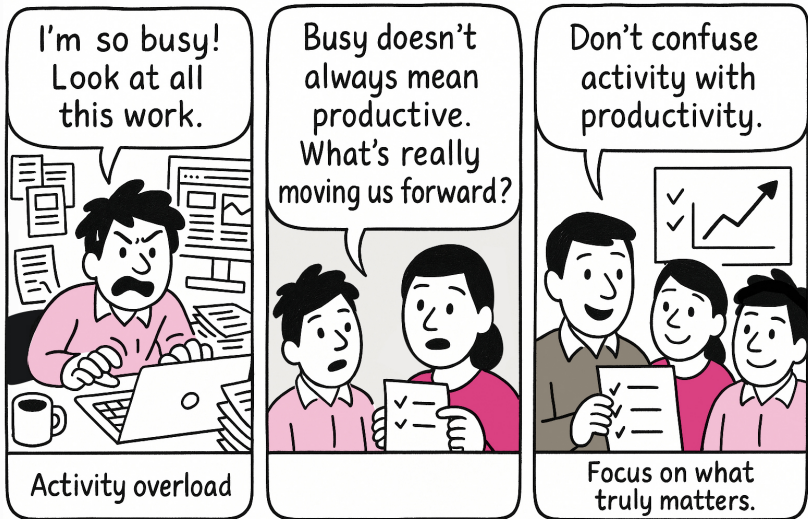 I'm so busy!
Look at all
this work.
Activity overload
Busy doesn't
always mean
productive.
What's really
moving us forward?
Don't confuse
activity with
productivity.
Focus on what
truly matters.